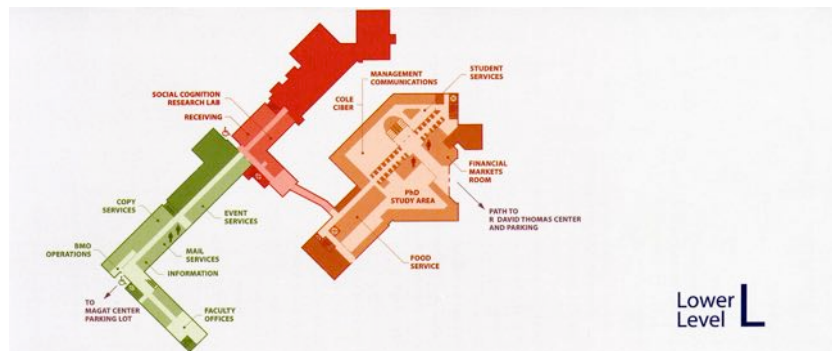 STUDENT
SERVICES
MANAGEMENT
COMMUNICATIONS
COLE
CIBER
SOCIAL COGNITION
RESEARCH LAB
RECEIVING
FINANCIAL
MARKETS
ROOM
PhD
STUDY AREA
PATH TO
R DAVID THOMAS CENTER
AND PARKING
COPY
SERVICES
EVENT
SERVICES
BMO
OPERATIONS
MAIL
SERVICES
INFORMATION
FOOD
SERVICE
TO
MAGAT CENTER
PARKING LOT
FACULTY
OFFICES
Lower
Level L